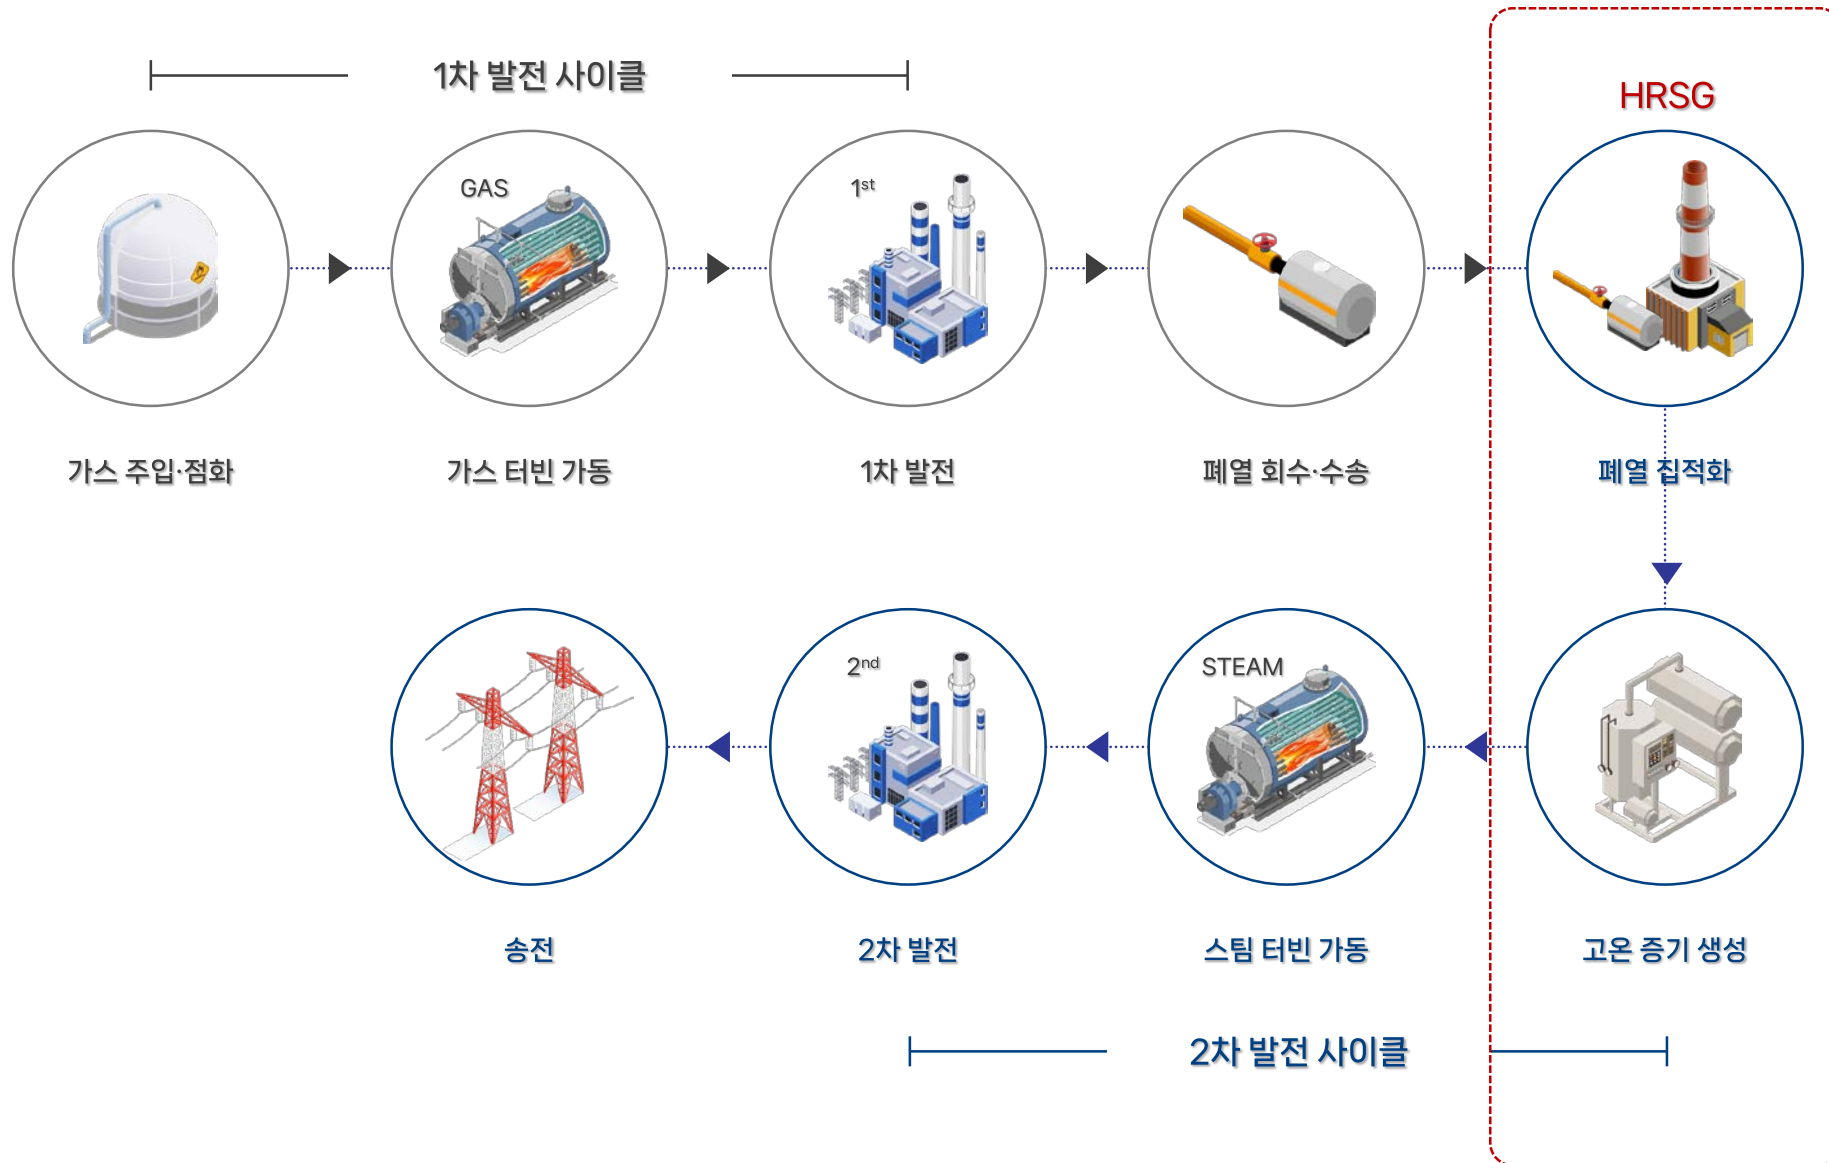 1차 발전 사이클
HRSG
GAS
1st
가스 주입·점화
가스 터빈 가동
1차 발전
폐열 회수·수송
폐열 집적화
2nd
STEAM
송전
2차 발전
스팀 터빈 가동
고온 증기 생성
2차 발전 사이클